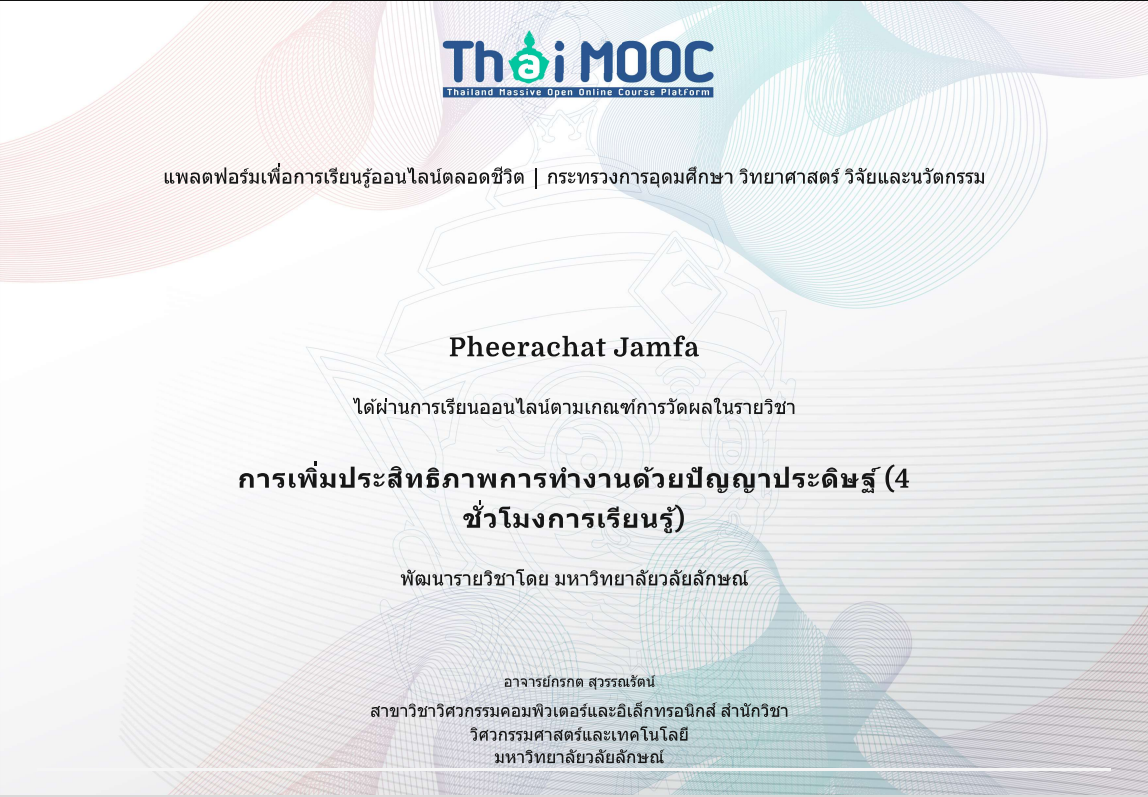 Thai MOOC
Thailand Massive Open Online Course Platform
แพลตฟอร์มเพื่อการเรียนรู้ออนไลน์ตลอดชีวิต | กระทรวงการอุดมศึกษา วิทยาศาสตร์ วิจัยและนวัตกรรม
Pheerachat Jamfa
ได้ผ่านการเรียนออนไลน์ตามเกณฑ์การวัดผลในรายวิชา
การเพิ่มประสิทธิภาพการทำงานด้วยปัญญาประดิษฐ์ (4
ชั่วโมงการเรียนรู้)
พัฒนารายวิชาโดย มหาวิทยาลัยวลัยลักษณ์
อาจารย์กรกต สุวรรณรัตน์
สาขาวิชาวิศวกรรมคอมพิวเตอร์และอิเล็กทรอนิกส์ สำนักวิชา
วิศวกรรมศาสตร์และเทคโนโลยี
มหาวิทยาลัยวลัยลักษณ์